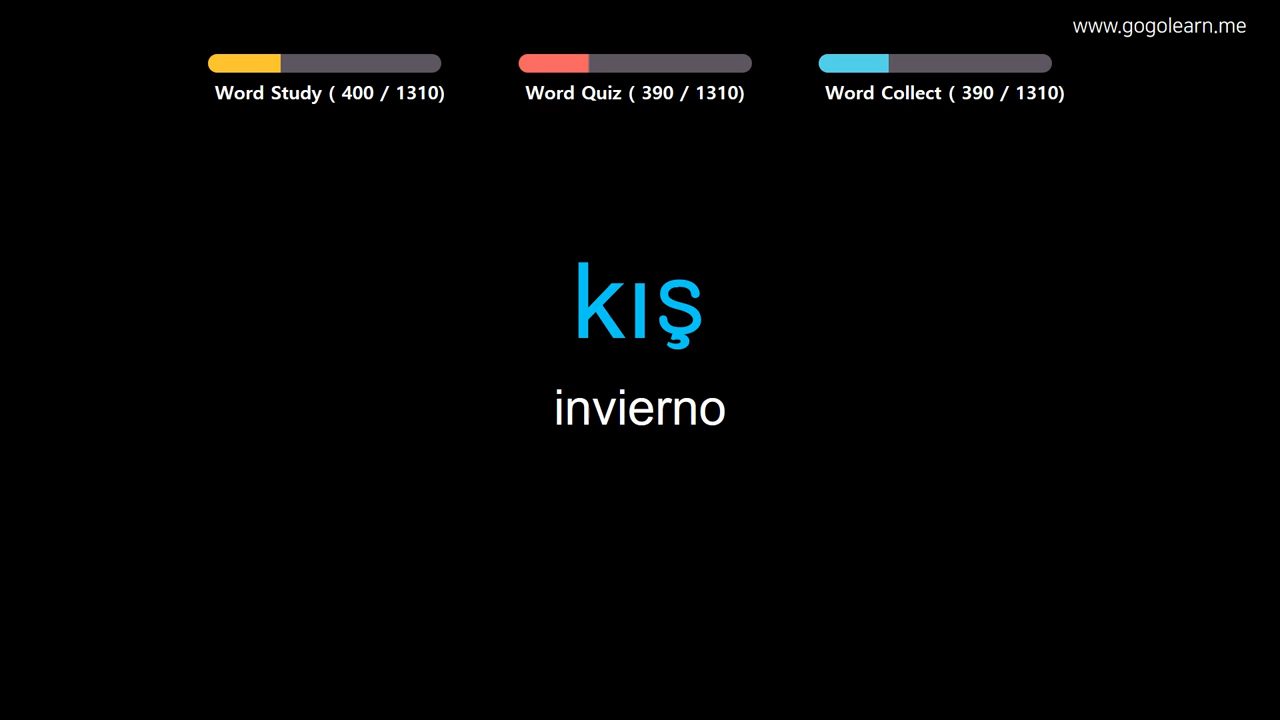 www.gogolearn.me
Word Study ( 400 / 1310)
Word Quiz ( 390 / 1310)
Word Collect ( 390 / 1310)
kış
invierno